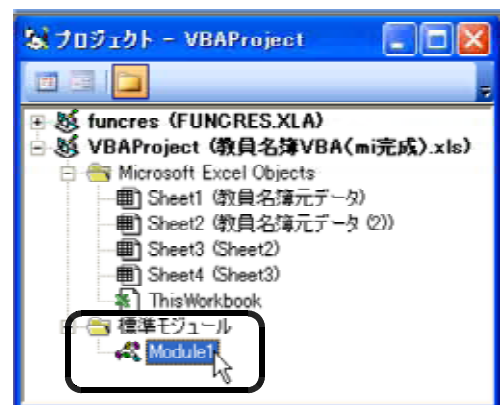 プロジェクト - VBAProject
funcres (FUNCRES.XLA)
VBAProject (教員名簿VBA(mi完成).xls)
Microsoft Excel Objects
Sheet1 (教員名簿元データ)
Sheet2 (教員名簿元データ (2))
Sheet3 (Sheet2)
Sheet4 (Sheet3)
ThisWorkbook
標準モジュール
Module1